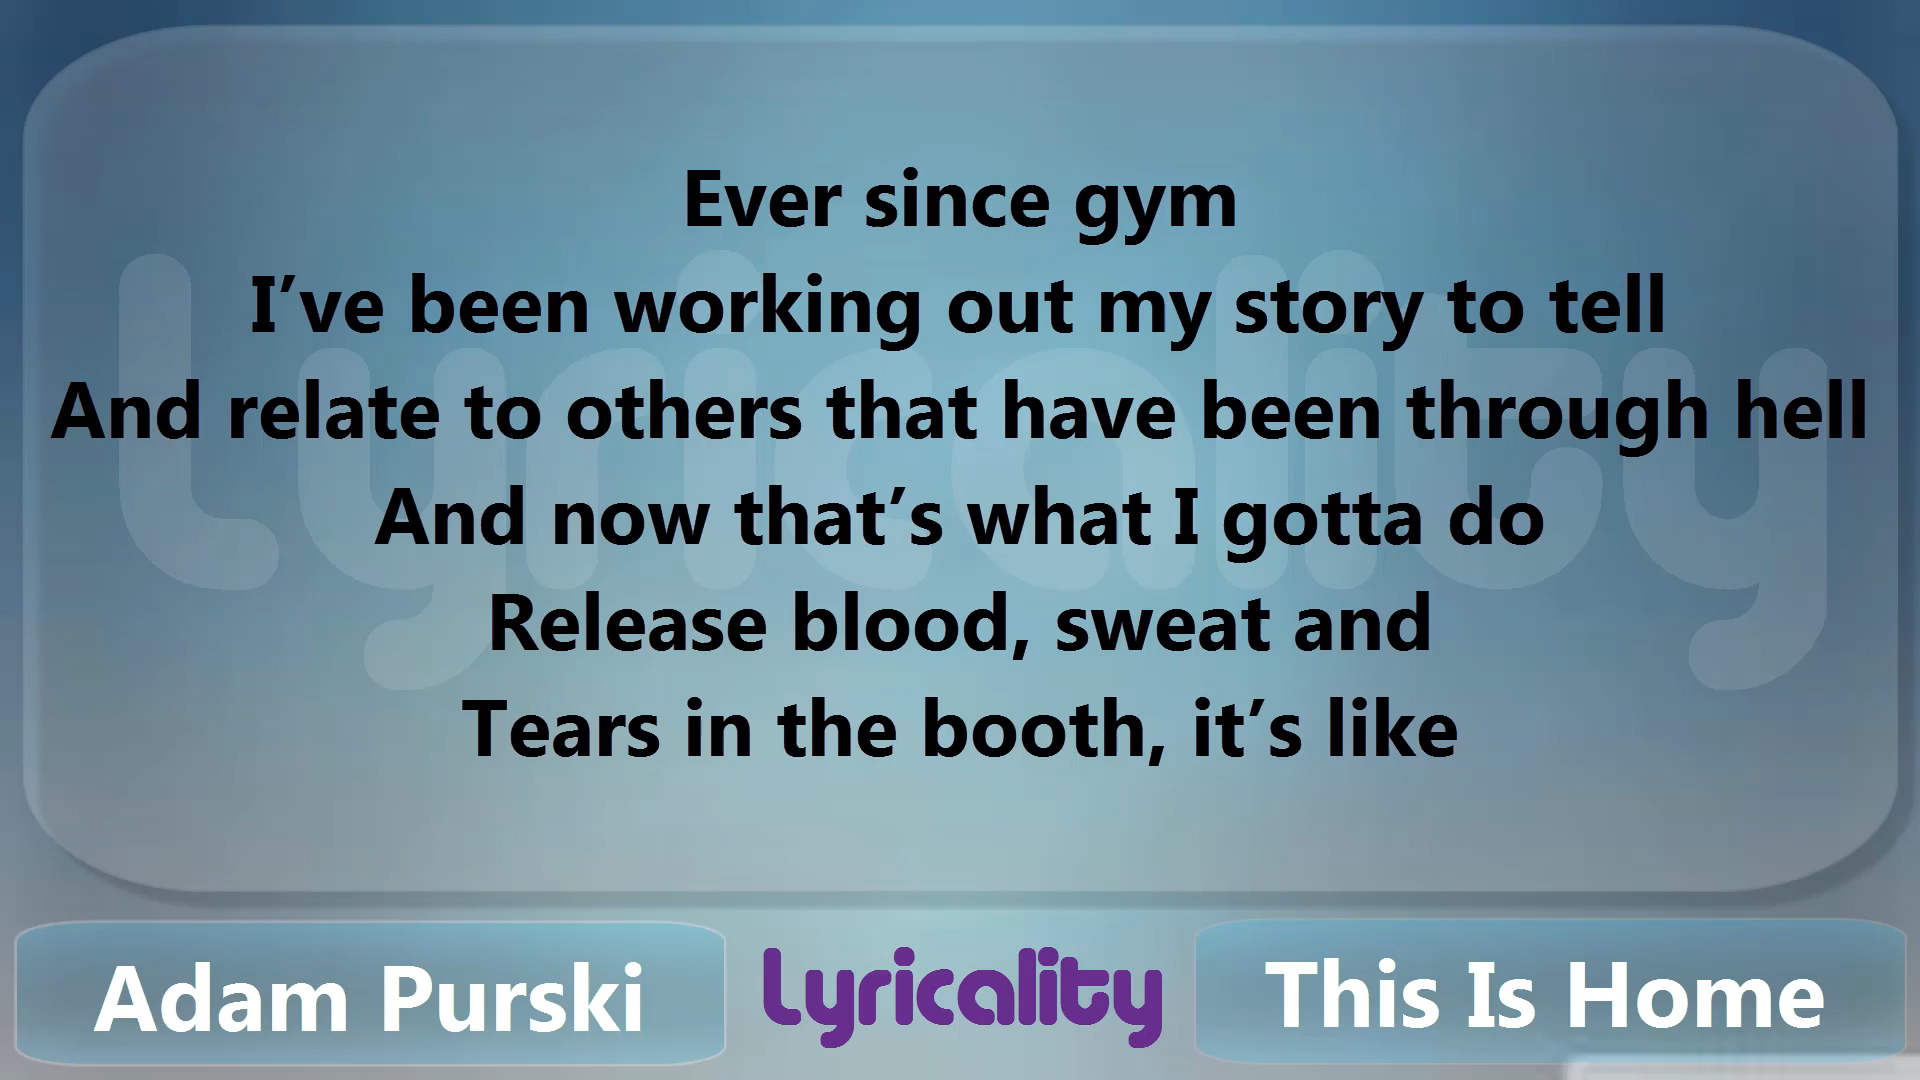 Ever since gym
I’ve been working out my story to tell
And relate to others that have been through hell
And now that’s what I gotta do
Release blood, sweat and
Tears in the booth, it’s like
Lyricality
Adam Purski
Lyricality
This Is Home